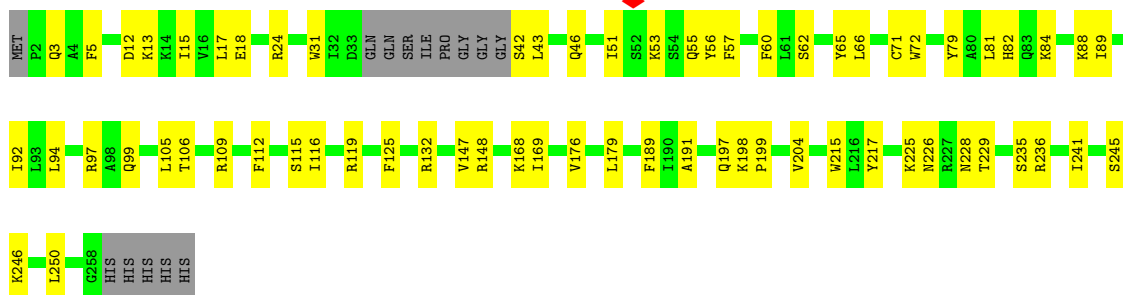 MET P2 Q3 A4 F5 D12 K13 K14 I15 V16 L17 E18 R24 W31 I32 D33 GLN GLN SER ILE PRO GLY GLY GLY S42 L43 Q46 I51 S52 K53 S54 Q55 Y56 F57 F60 L61 S62 Y65 L66 C71 W72 Y79 A80 L81 H82 Q83 K84 K88 I89
I92 L93 L94 R97 A98 Q99 L105 T106 R109 F112 S115 I116 R119 F125 R132 V147 R148 K168 I169 V176 L179 F189 I190 A191 Q197 K198 P199 V204 W215 L216 Y217 K225 N226 R227 N228 T229 S235 R236 I241 S245
K246 L250 G258 HIS HIS HIS HIS HIS